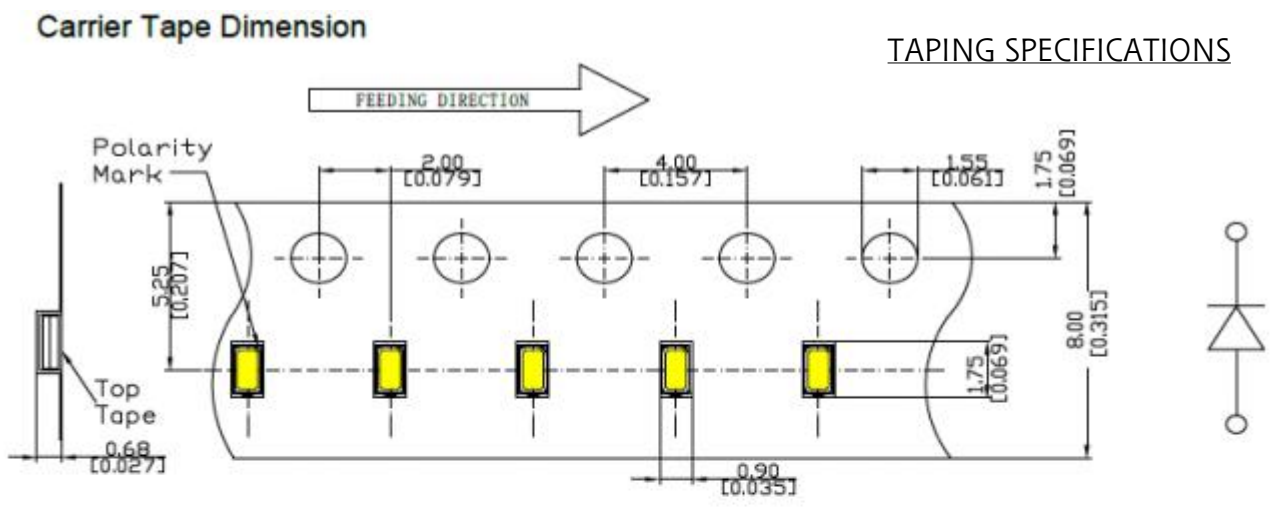 Carrier Tape Dimension
TAPING SPECIFICATIONS
FEEDING DIRECTION
Polarity
Mark
2.00
[0.079]
4.00
[0.157]
1.55
[0.061]
1.75
[0.069]
5.25
[0.207]
8.00
[0.315]
1.75
[0.069]
Top
Tape
0.68
[0.027]
0.90
[0.035]